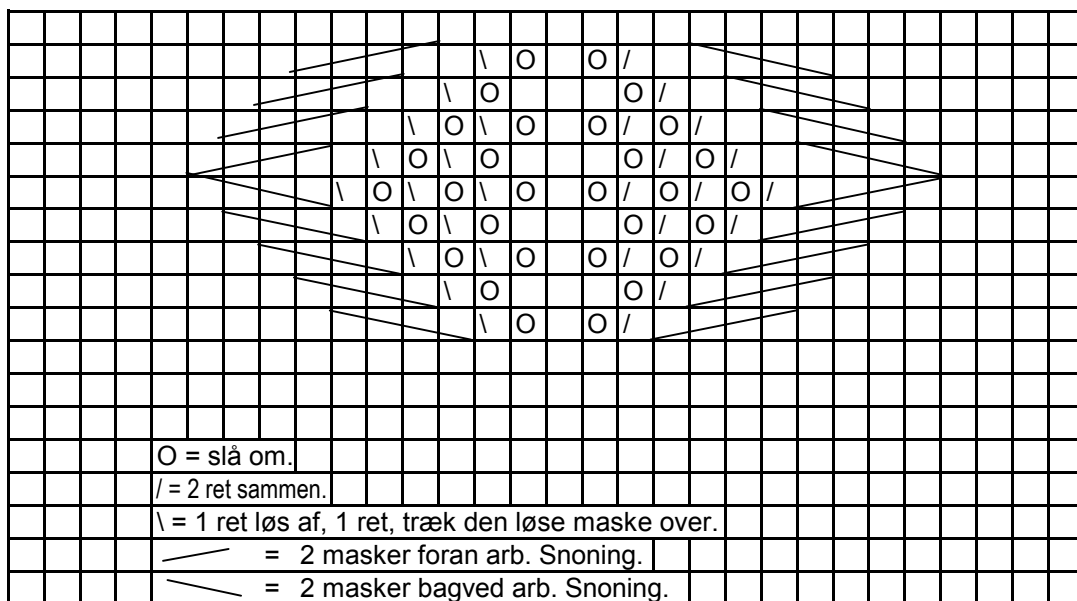 \ O O /
\ O O /
\ O \ O O / O /
\ O \ O O / O /
\ O \ O \ O O / O / O /
\ O \ O O / O /
\ O \ O O / O /
\ O O /
\ O O /
O = slå om.
/ = 2 ret sammen.
\ = 1 ret løs af, 1 ret, træk den løse maske over.
= 2 masker foran arb. Snoning.
= 2 masker bagved arb. Snoning.